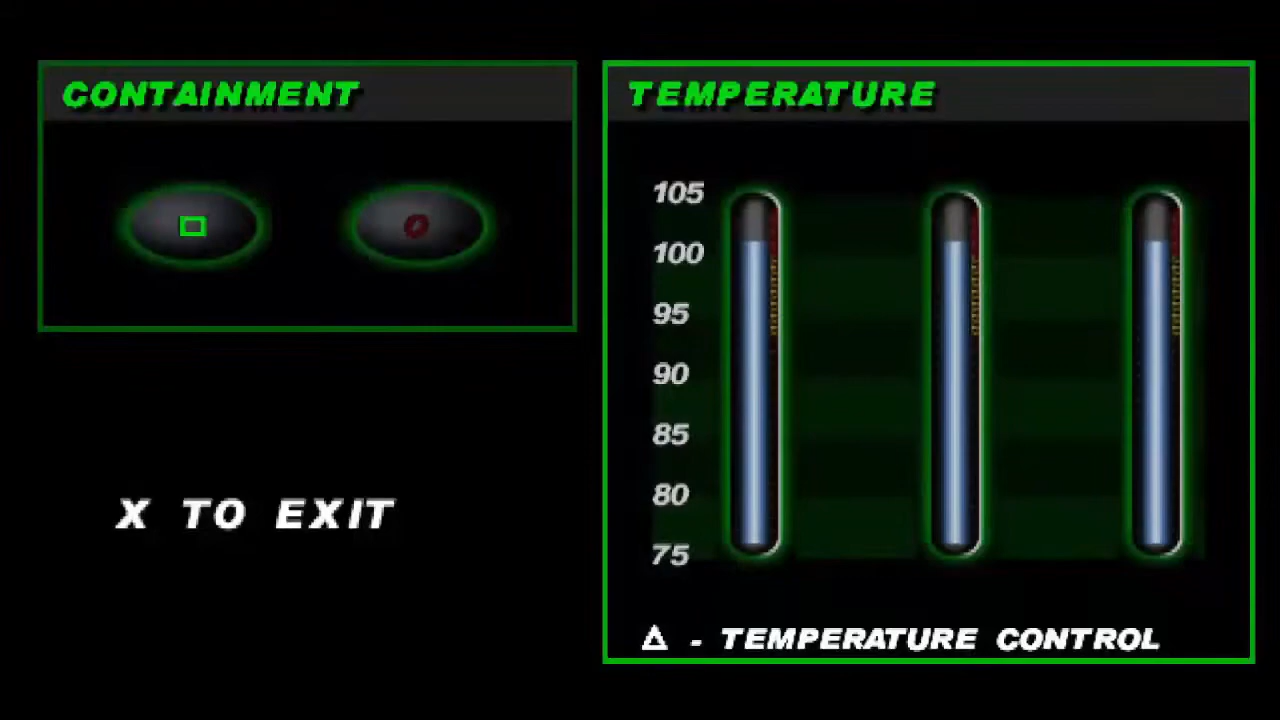 CONTAINMENT
TEMPERATURE
105
100
95
90
85
80
75
X TO EXIT
△ - TEMPERATURE CONTROL